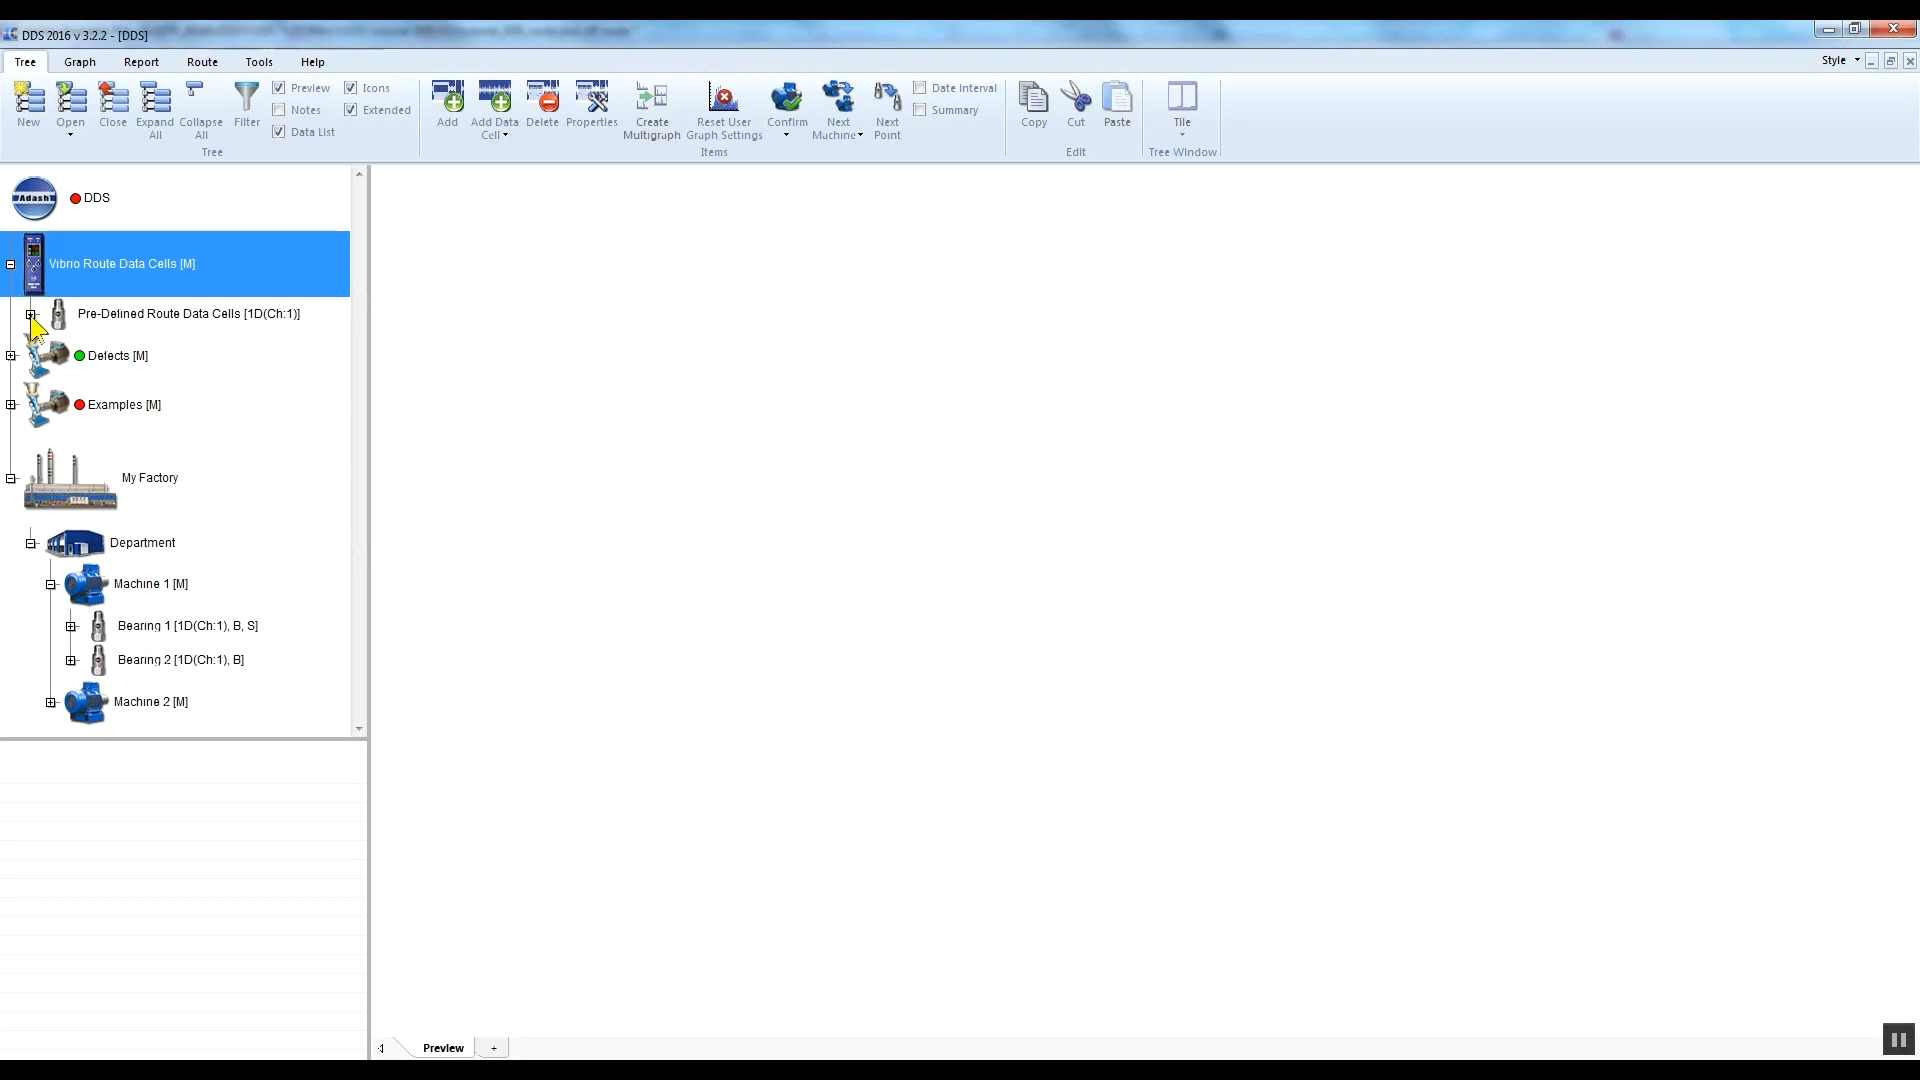 DDS 2016 v 3.2.2 - [DDS]
Tree Graph Report Route Tools Help Style
New Open Close Expand All Collapse All Filter
Preview Icons
Notes Extended
Data List
Tree
Add Add Data Cell Delete Properties Create Multigraph Reset User Graph Settings Confirm Next Machine Next Point
Date Interval
Summary
Items
Copy Cut Paste
Edit
Tile
Tree Window
Adash DDS
Vibrio Route Data Cells [M]
Pre-Defined Route Data Cells [1D(Ch:1)]
Defects [M]
Examples [M]
My Factory
Department
Machine 1 [M]
Bearing 1 [1D(Ch:1), B, S]
Bearing 2 [1D(Ch:1), B]
Machine 2 [M]
Preview +